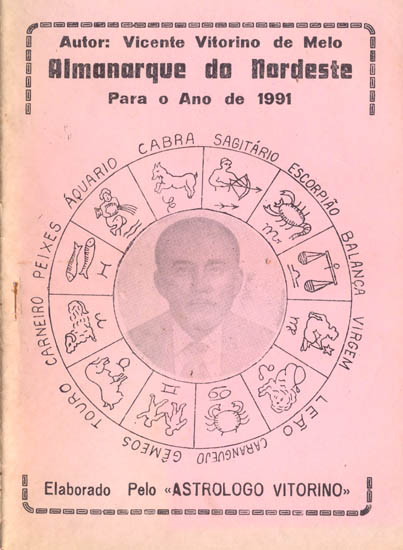 Autor: Vicente Vitorino de Melo
Almanarque do Nordeste
Para o Ano de 1991
CABRA
SAGITÁRIO
ESCORPIÃO
BALANÇA
VIRGEM
LEÃO
CARANGUEJO
GÊMEOS
TOURO
CARNEIRO
PEIXES
AQUÁRIO
Elaborado Pelo «ASTROLOGO VITORINO»